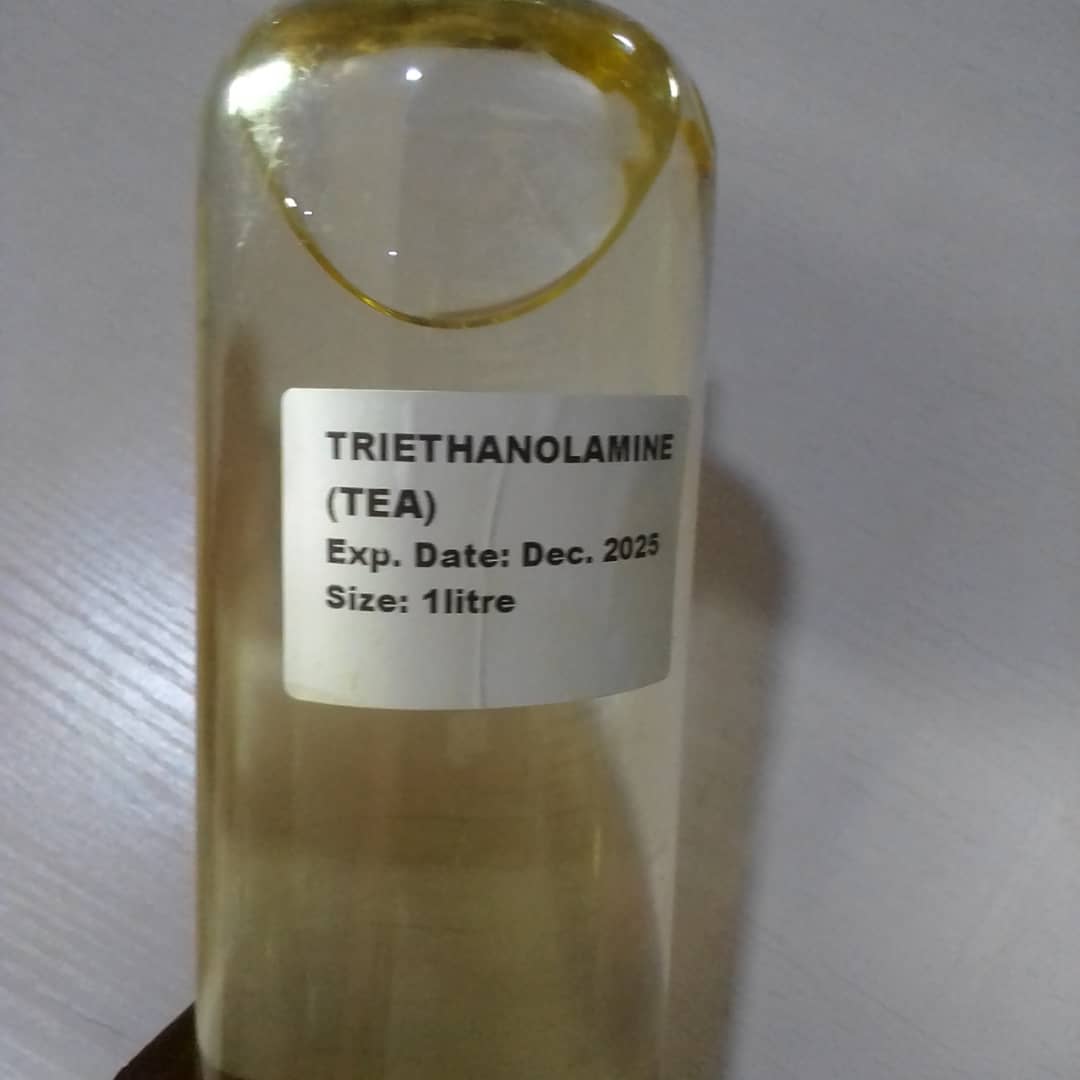 TRIETHANOLAMINE
(TEA)
Exp. Date: Dec. 2025
Size: 1litre